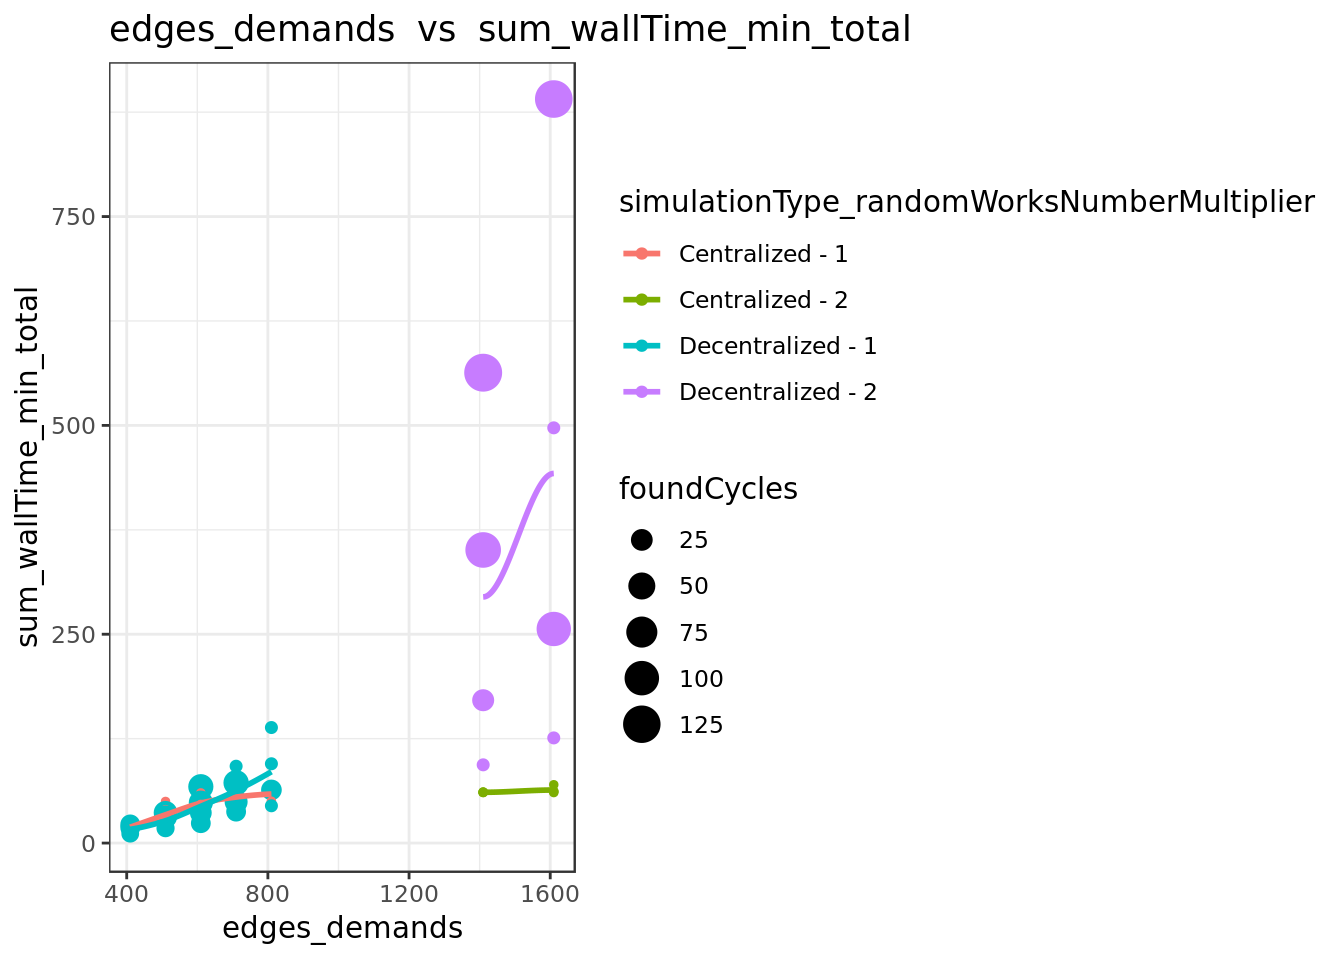 edges_demands vs sum_wallTime_min_total
sum_wallTime_min_total
750
500
250
0
400 800 1200 1600
edges_demands
simulationType_randomWorksNumberMultiplier
Centralized - 1
Centralized - 2
Decentralized - 1
Decentralized - 2
foundCycles
25
50
75
100
125